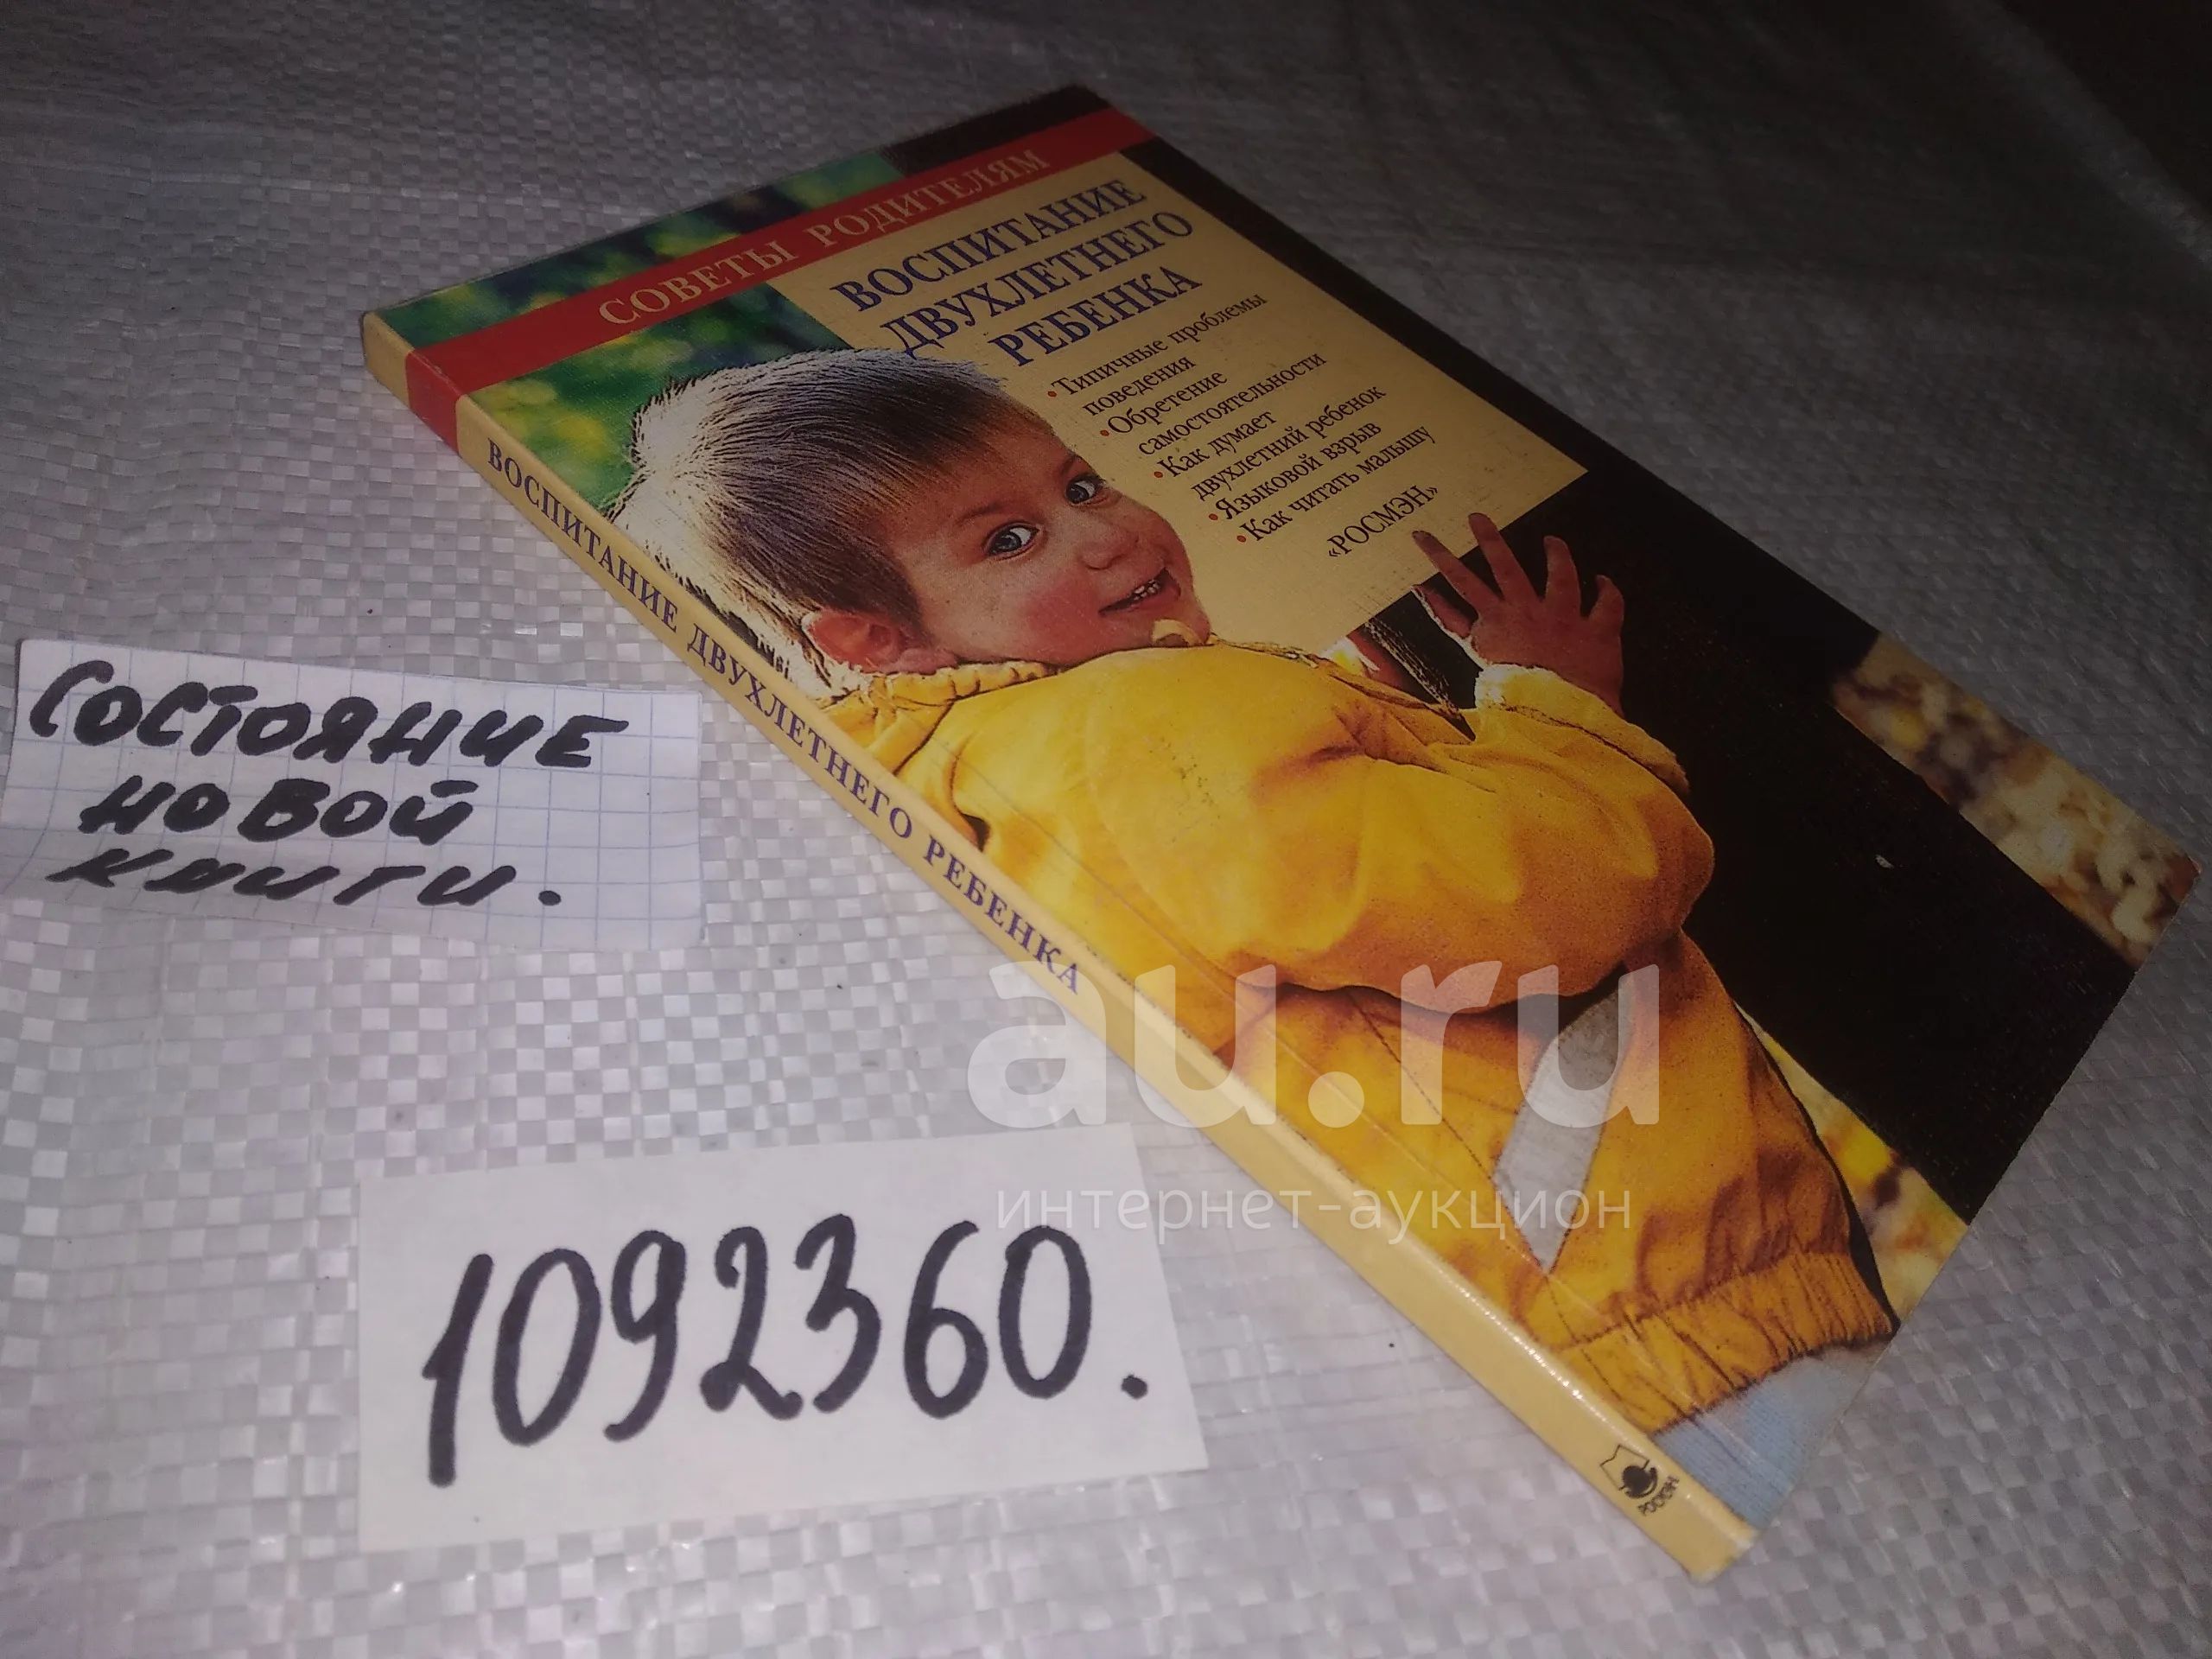 СОВЕТЫ РОДИТЕЛЯМ
ВОСПИТАНИЕ
ДВУХЛЕТНЕГО
РЕБЕНКА
• Типичные проблемы
поведения
• Обретение
самостоятельности
• Как думает
двухлетний ребенок
• Языковой взрыв
• Как читать малышу
«РОСМЭН»
ВОСПИТАНИЕ ДВУХЛЕТНЕГО РЕБЕНКА
РОСМЭН
СОСТОЯНИЕ
НОВОЙ
КНИГИ.
1092360.
au.ru
интернет-аукцион